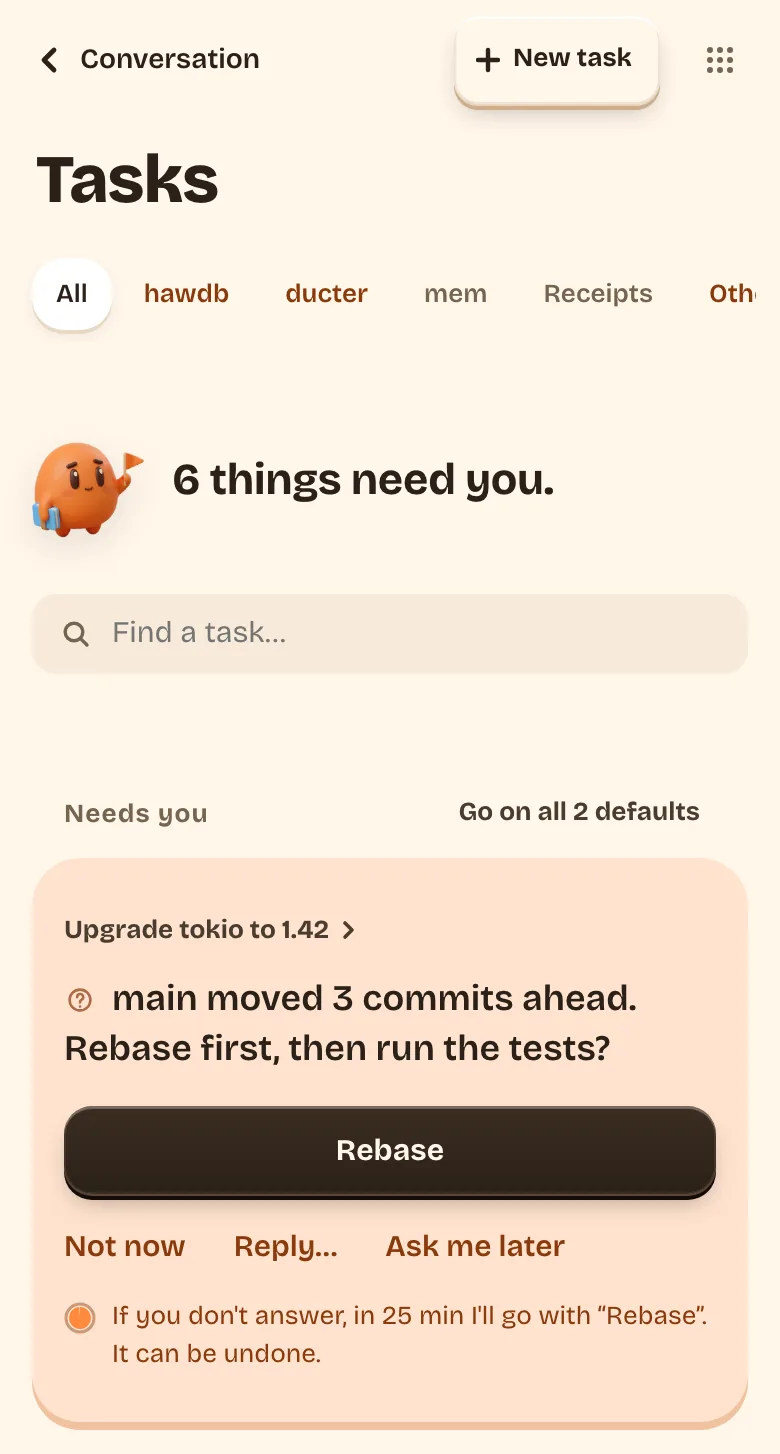 Conversation
New task
Tasks
All hawdb ducter mem Receipts Oth
6 things need you.
Find a task...
Needs you
Go on all 2 defaults
Upgrade tokio to 1.42
main moved 3 commits ahead.
Rebase first, then run the tests?
Rebase
Not now Reply... Ask me later
If you don't answer, in 25 min I'll go with “Rebase”.
It can be undone.